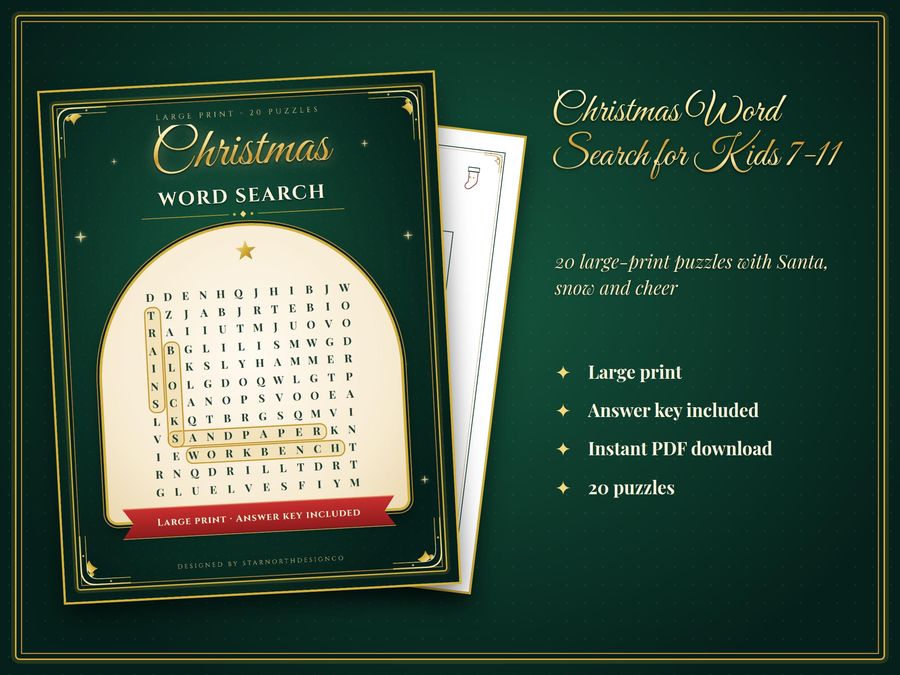 LARGE PRINT · 20 PUZZLES
Christmas
WORD SEARCH
D D E N H Q J H I B J W
T Z J A B J R T E B I O
R A I I U T M J U O V O
A B G L I L I S M W G D
I L K S L Y H A M M E R
N O L G D O Q W L G T P
S C A N O P S V O O E A
L K Q T B R G S Q M V I
V S A N D P A P E R K N
I E W O R K B E N C H T
R N Q D R I L L T D R T
G L U E L V E S F I Y M
LARGE PRINT · ANSWER KEY INCLUDED
DESIGNED BY STARNORTHDESIGNCO
Christmas Word
Search for Kids 7–11
20 large-print puzzles with Santa,
snow and cheer
Large print
Answer key included
Instant PDF download
20 puzzles